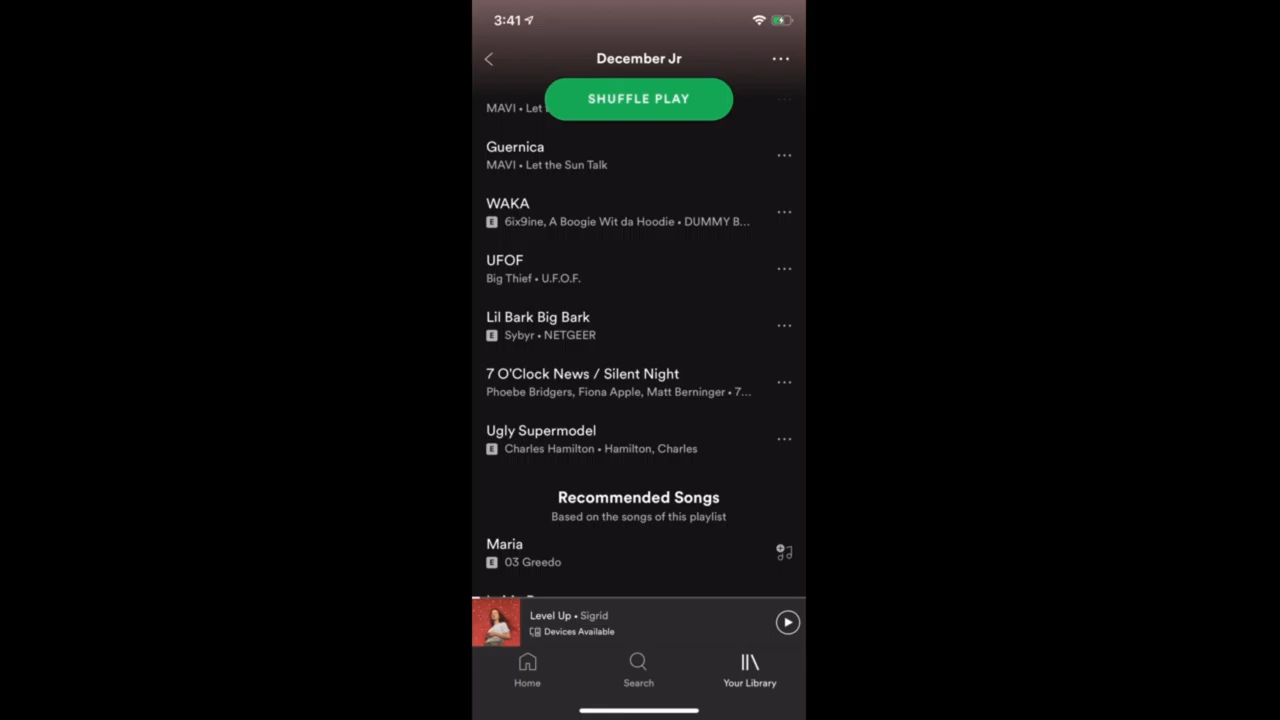 3:41
December Jr
SHUFFLE PLAY
MAVI • Let
Guernica
MAVI • Let the Sun Talk
WAKA
E 6ix9ine, A Boogie Wit da Hoodie • DUMMY B...
UFOF
Big Thief • U.F.O.F.
Lil Bark Big Bark
E Sybyr • NETGEER
7 O'Clock News / Silent Night
Phoebe Bridgers, Fiona Apple, Matt Berninger • 7...
Ugly Supermodel
E Charles Hamilton • Hamilton, Charles
Recommended Songs
Based on the songs of this playlist
Maria
E 03 Greedo
Level Up • Sigrid
Devices Available
Home
Search
Your Library